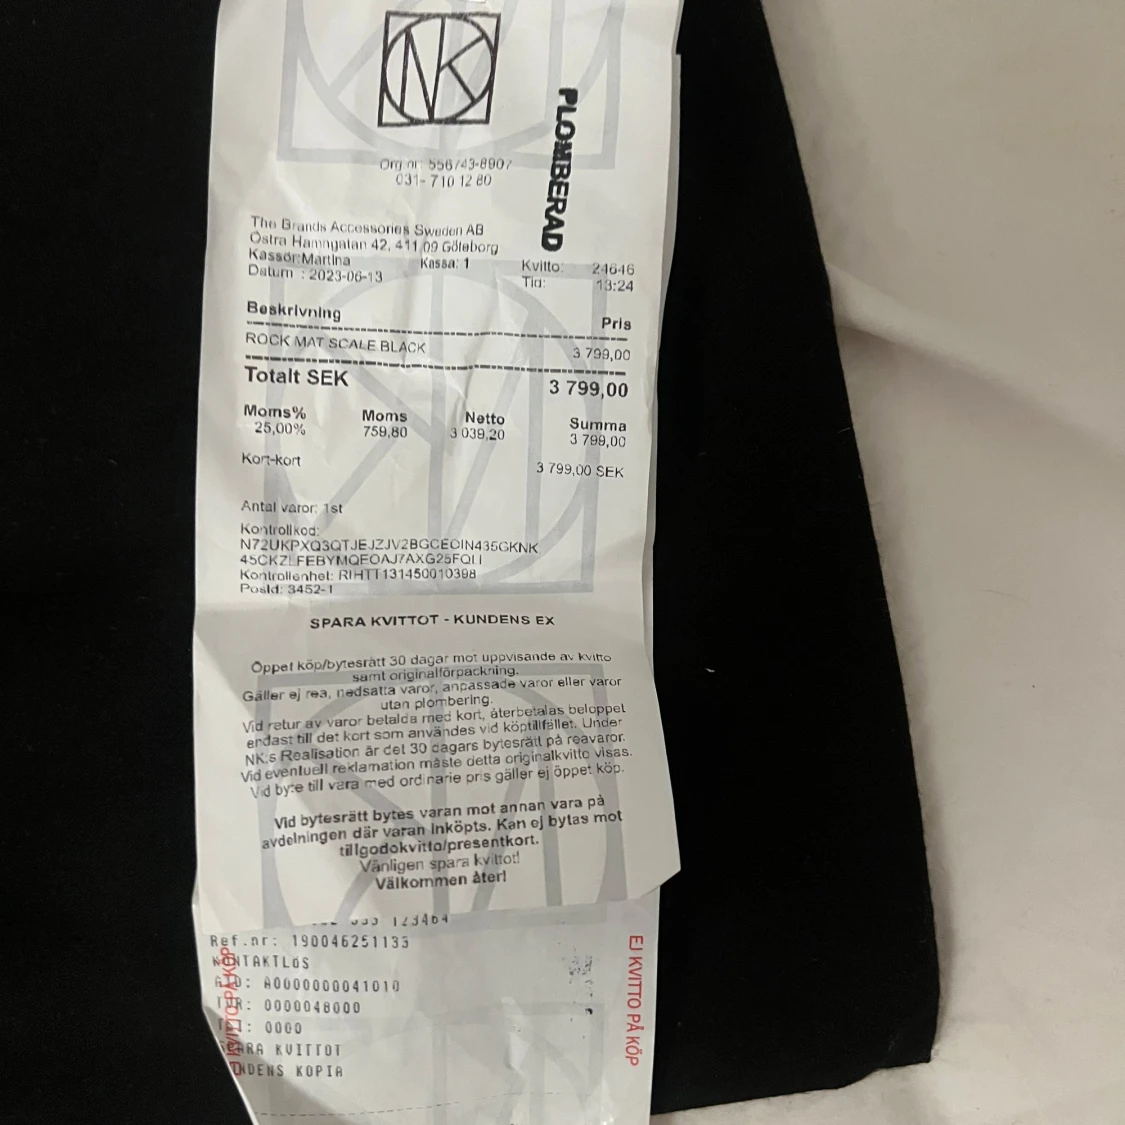 NK
PLOMBERAD
Org nr: 556743-8907
031-710 12 80
The Brands Accessories Sweden AB
Östra Hamngatan 42, 411 09 Göteborg
Kassör:Martina Kassa: 1 Kvitto: 24646
Datum : 2023-06-13 Tid: 13:24
Beskrivning Pris
ROCK MAT SCALE BLACK 3 799,00
Totalt SEK 3 799,00
Moms% Moms Netto Summa
25,00% 759,80 3 039,20 3 799,00
Kort-kort 3 799,00 SEK
Antal varor: 1st
Kontrollkod:
Kontrollenhet: RIHTT131450010398
PosId: 3452-1
SPARA KVITTOT - KUNDENS EX
Öppet köp/bytesrätt 30 dagar mot uppvisande av kvitto
samt originalförpackning.
Gäller ej rea, nedsatta varor, anpassade varor eller varor
utan plombering.
Vid retur av varor betalda med kort, återbetalas beloppet
endast till det kort som användes vid köptillfället. Under
NK:s Realisation är det 30 dagars bytesrätt på reavaror.
Vid eventuell reklamation måste detta originalkvitto visas.
Vid byte till vara med ordinarie pris gäller ej öppet köp.
Vid bytesrätt bytes varan mot annan vara på
avdelningen där varan inköpts. Kan ej bytas mot
tillgodokvitto/presentkort.
Vänligen spara kvittot!
Välkommen åter!
123464
Ref.nr: 190046251133
KONTAKTLÖS
AID: A0000000041010
TVR: 0000048000
TSI: 0000
SPARA KVITTOT
KUNDENS KOPIA
EJ KVITTO PÅ KÖP